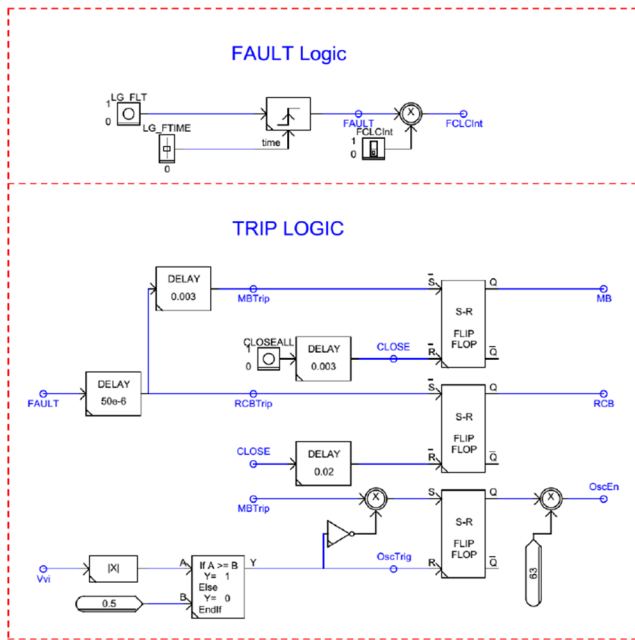 FAULT Logic
LG_FLT
1
0
LG_FTIME
0
time
FAULT
FCLCInt
1
0
X
FCLCInt
TRIP LOGIC
DELAY
0.003
MBTrip
S
Q
MB
S-R
FLIP
FLOP
CLOSEALL
1
0
DELAY
0.003
CLOSE
R
Q
FAULT
DELAY
50e-6
RCBTrip
S
Q
RCB
S-R
FLIP
FLOP
CLOSE
DELAY
0.02
R
Q
MBTrip
X
S
Q
X
OscEn
S-R
FLIP
FLOP
Vvi
|X|
A
If A >= B
Y= 1
Else
Y= 0
EndIf
Y
OscTrig
R
Q
0.5
B
63